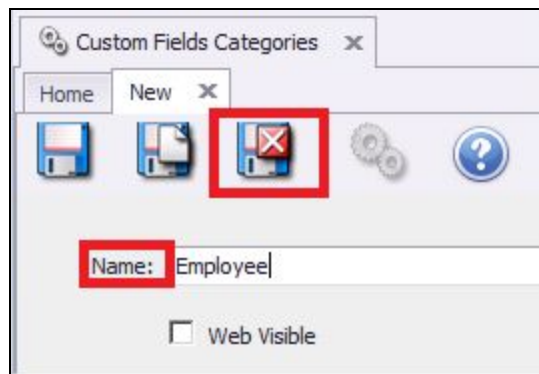 Custom Fields Categories
Home New
Name: Employee
Web Visible